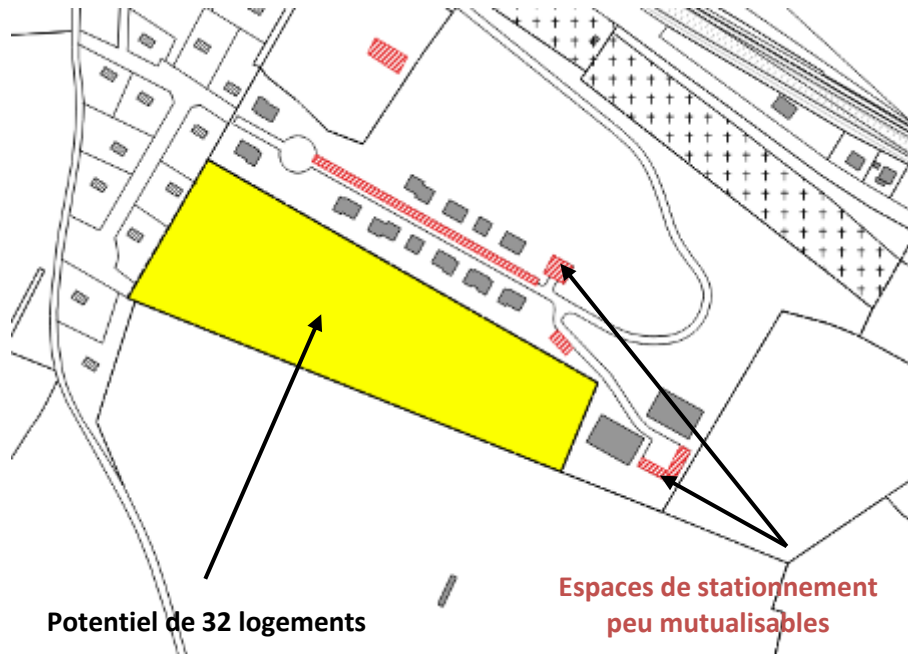 Potentiel de 32 logements
Espaces de stationnement
peu mutualisables